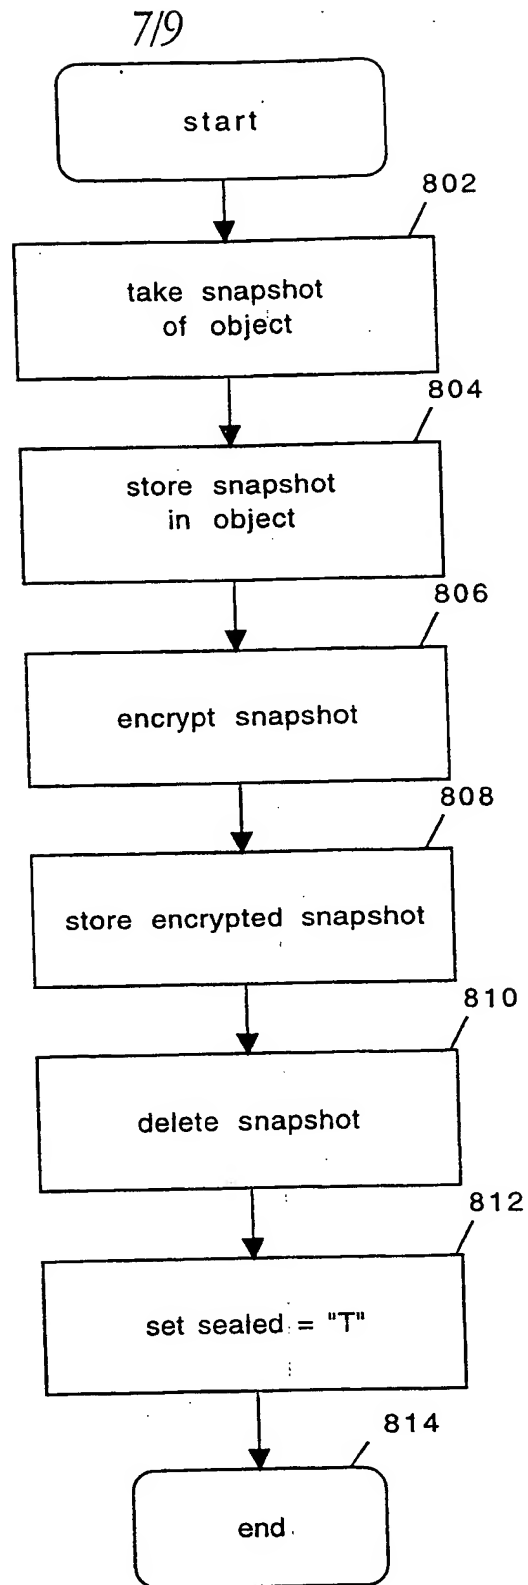 7/9
start
802
take snapshot
of object
804
store snapshot
in object
806
encrypt snapshot
808
store encrypted snapshot
810
delete snapshot
812
set sealed = "T"
814
end